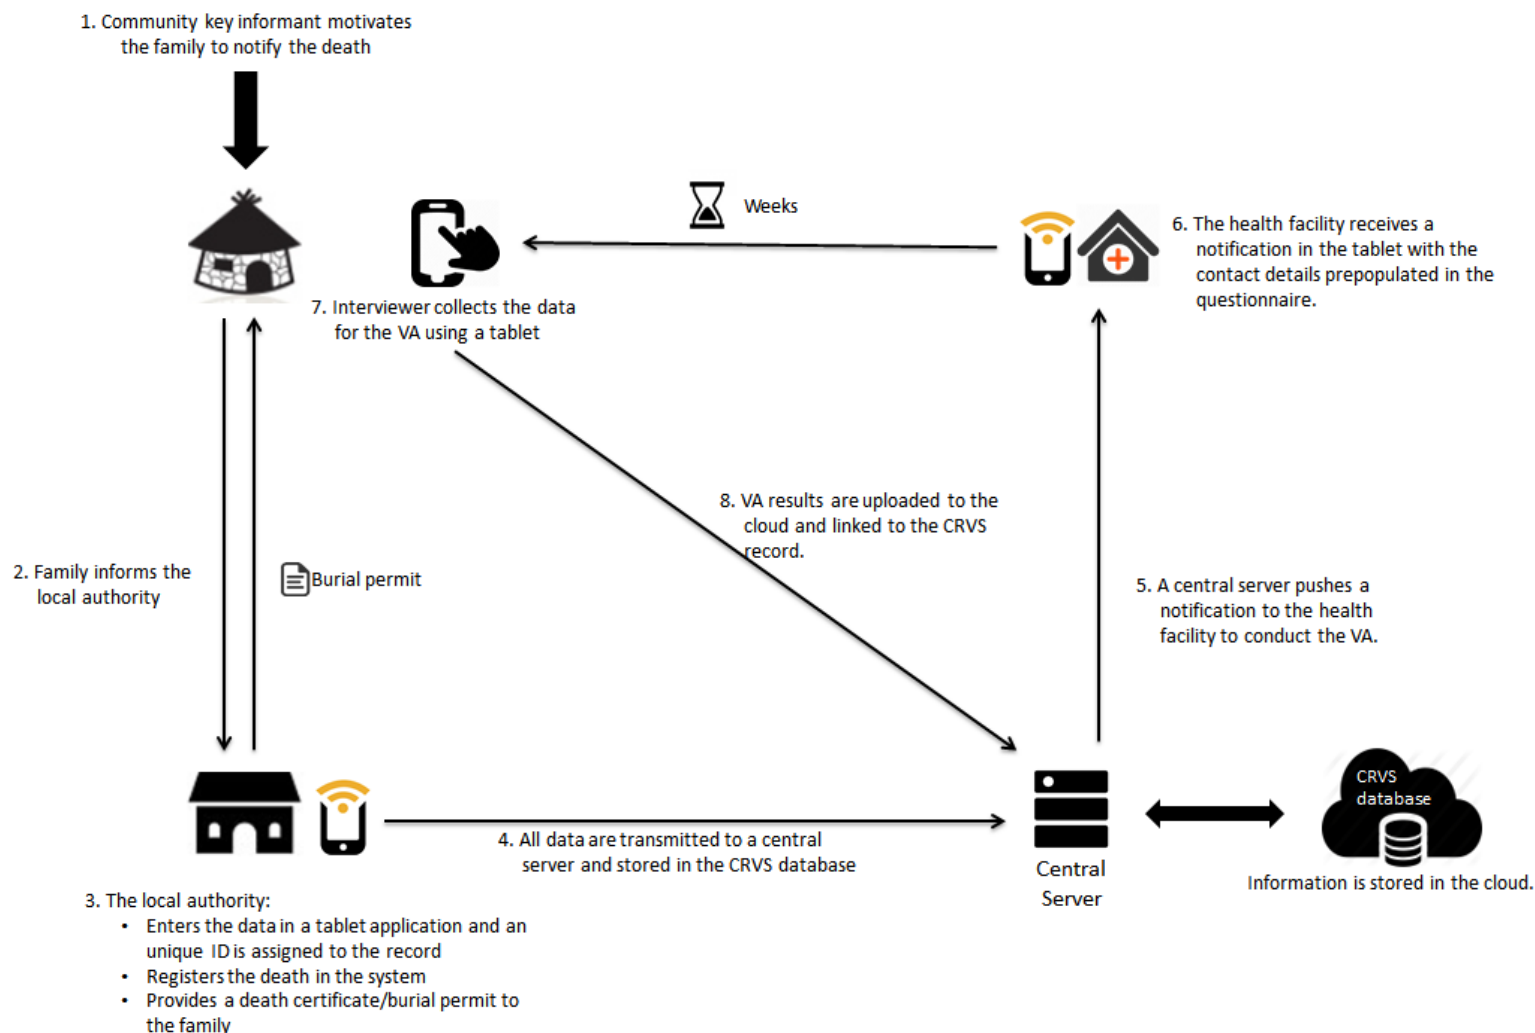 1. Community key informant motivates
the family to notify the death
Weeks
6. The health facility receives a
notification in the tablet with the
contact details prepopulated in the
questionnaire.
7. Interviewer collects the data
for the VA using a tablet
8. VA results are uploaded to the
cloud and linked to the CRVS
record.
2. Family informs the
local authority
Burial permit
5. A central server pushes a
notification to the health
facility to conduct the VA.
CRVS
database
4. All data are transmitted to a central
server and stored in the CRVS database
Central
Server
Information is stored in the cloud.
3. The local authority:
• Enters the data in a tablet application and an
unique ID is assigned to the record
• Registers the death in the system
• Provides a death certificate/burial permit to
the family